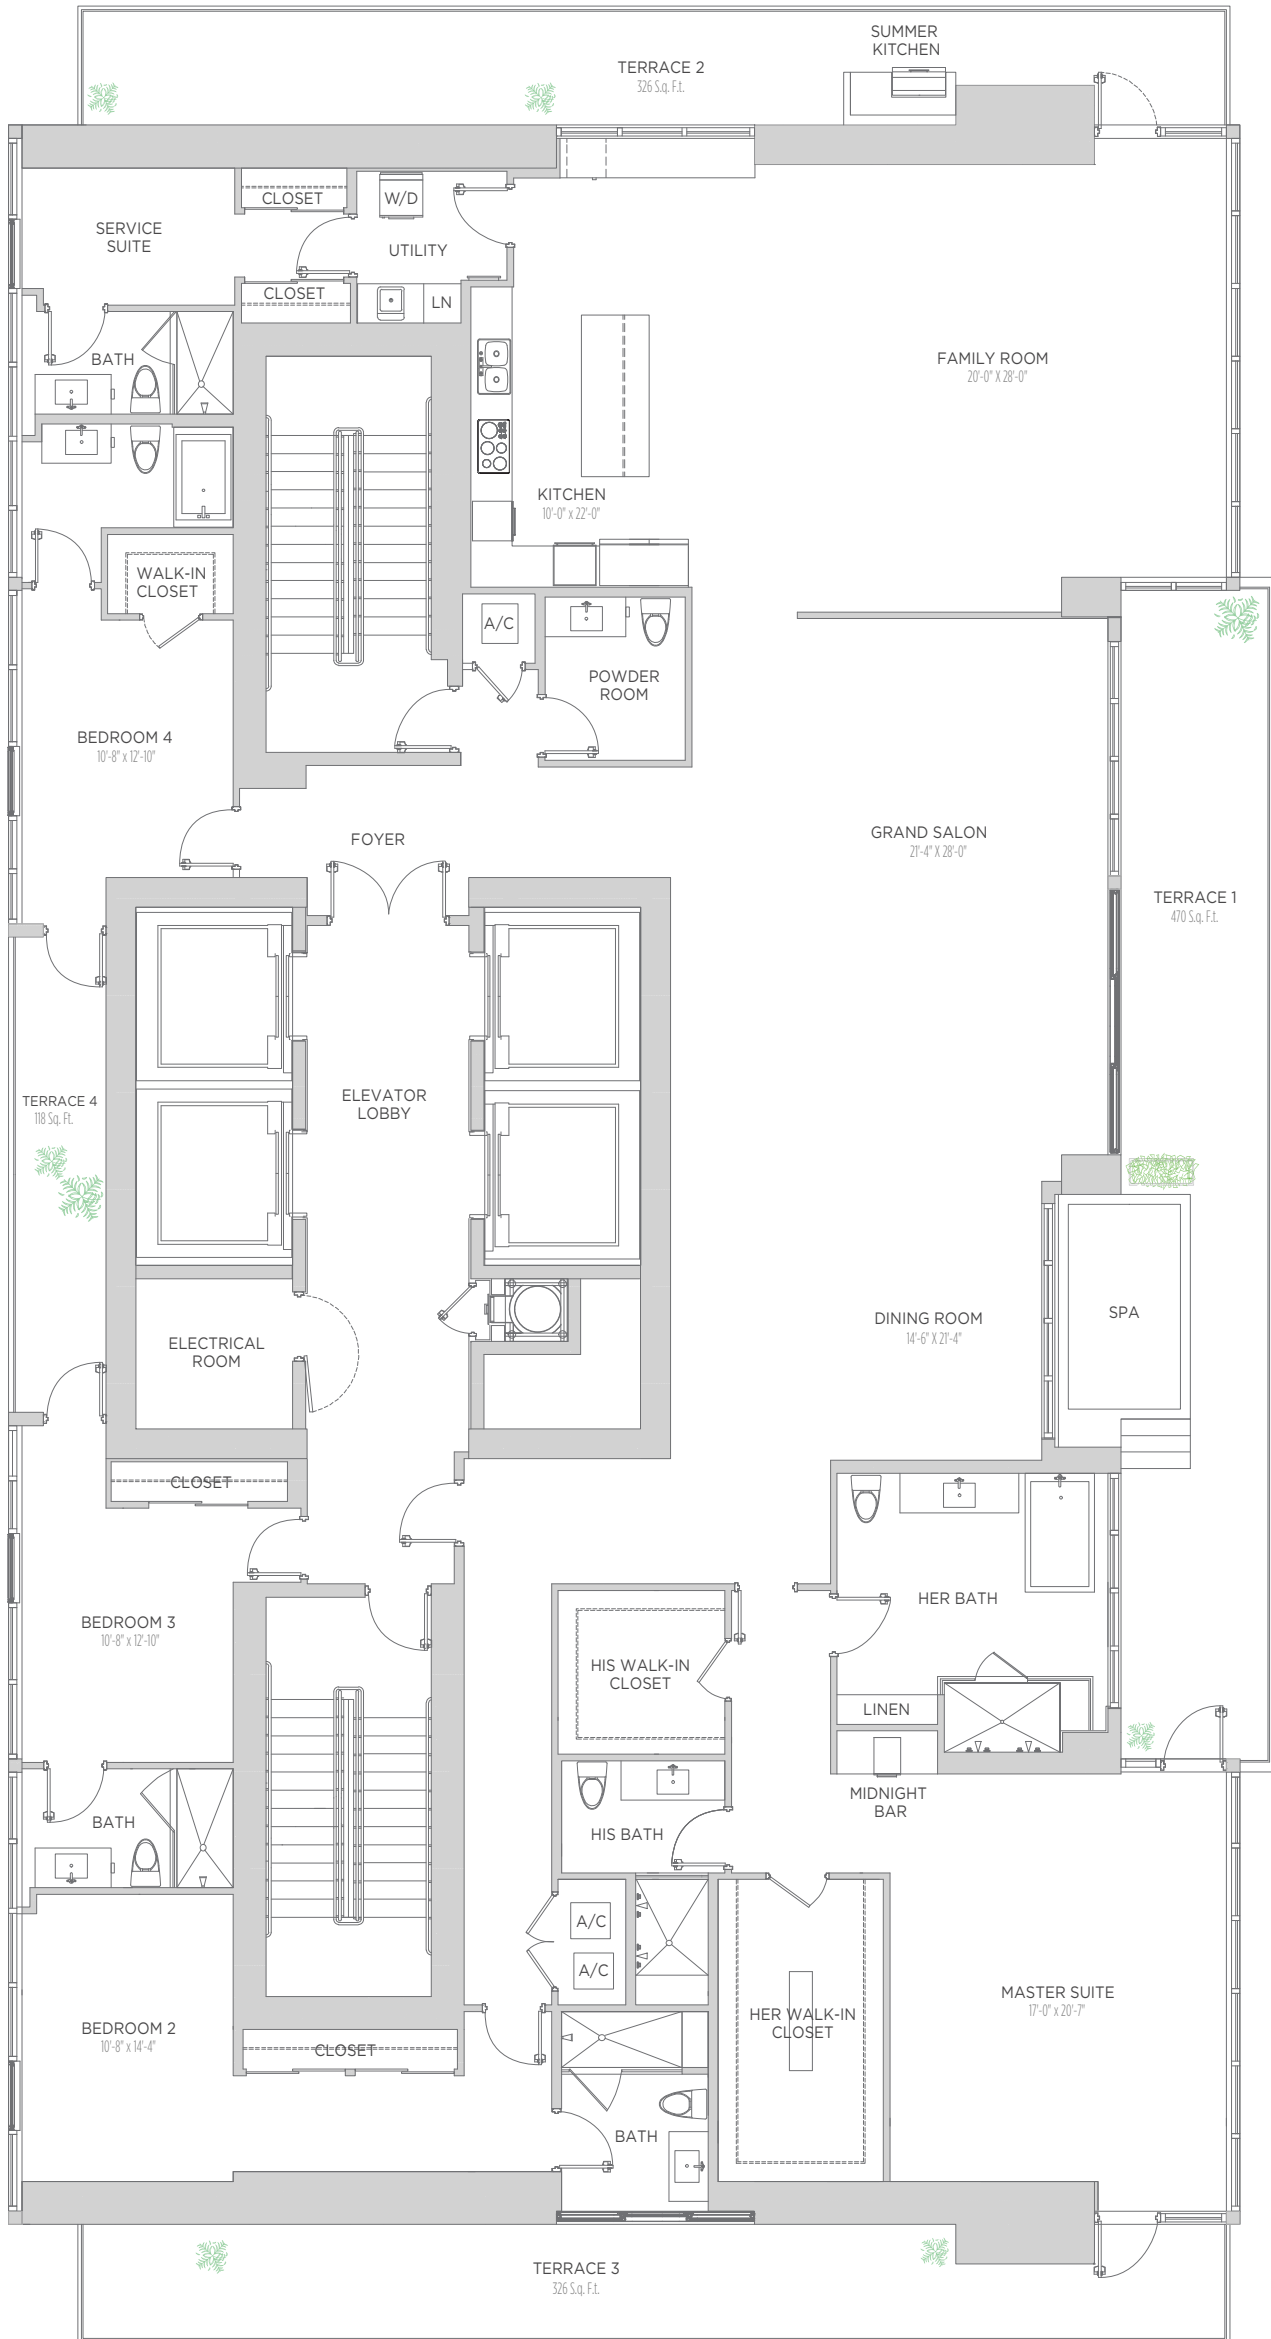 SUMMER
KITCHEN
TERRACE 2
326 S.q. F.t.
CLOSET
W/D
SERVICE
SUITE
UTILITY
CLOSET
LN
BATH
FAMILY ROOM
20'-0" X 28'-0"
KITCHEN
10'-0" x 22'-0"
WALK-IN
CLOSET
A/C
POWDER
ROOM
BEDROOM 4
10'-8" x 12'-10"
FOYER
GRAND SALON
21'-4" X 28'-0"
TERRACE 1
470 S.q. F.t.
ELEVATOR
LOBBY
TERRACE 4
118 Sq. Ft.
SPA
DINING ROOM
14'-6" X 21'-4"
ELECTRICAL
ROOM
CLOSET
HER BATH
BEDROOM 3
10'-8" x 12'-10"
HIS WALK-IN
CLOSET
LINEN
MIDNIGHT
BAR
BATH
HIS BATH
A/C
A/C
MASTER SUITE
17'-0" x 20'-7"
HER WALK-IN
CLOSET
BEDROOM 2
10'-8" x 14'-4"
CLOSET
BATH
TERRACE 3
326 S.q. F.t.